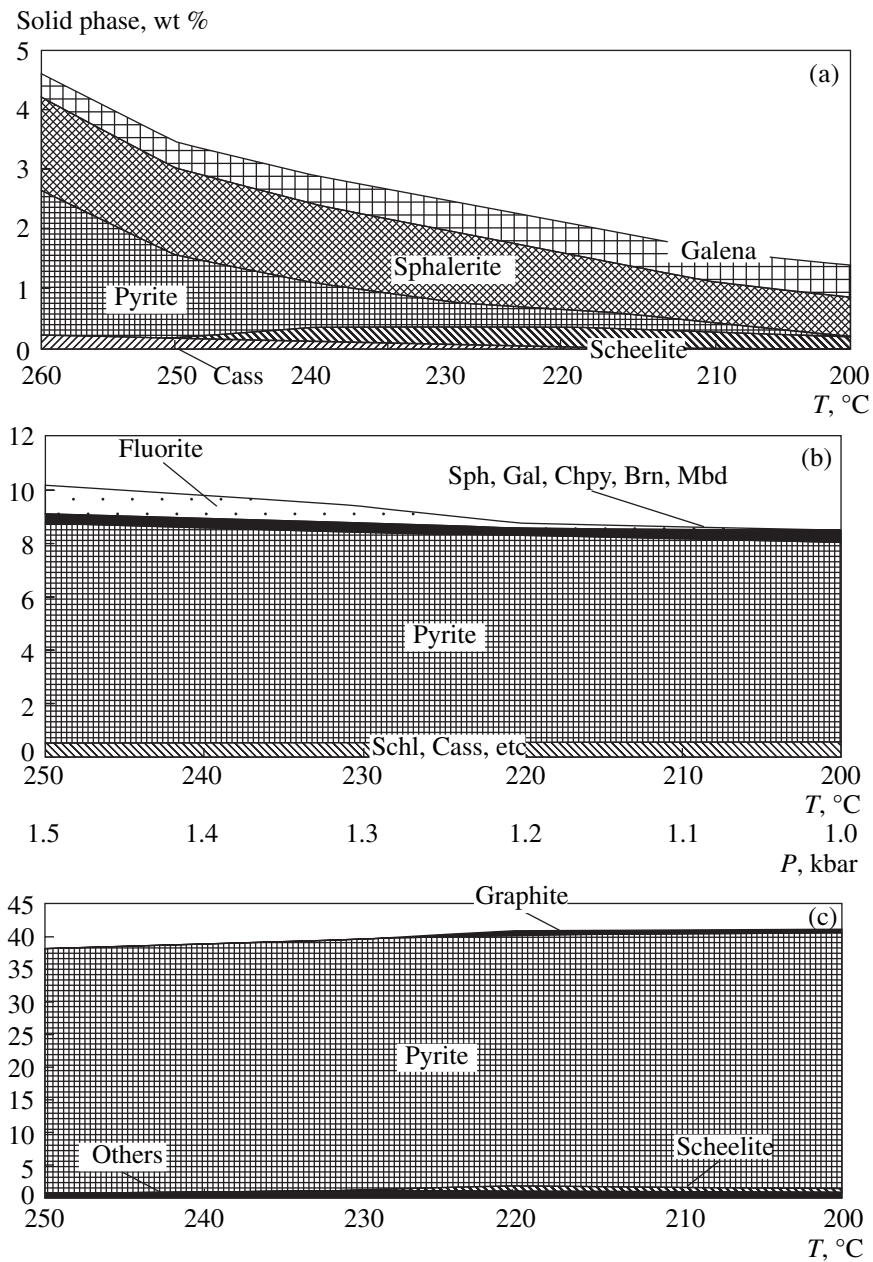 Solid phase, wt %
5
(a)
4
3
2
1
0
Galena
Sphalerite
Pyrite
Scheelite
Cass
260 250 240 230 220 210 200
T, °C
12
(b)
Fluorite
Sph, Gal, Chpy, Brn, Mbd
10
8
6
4
2
0
Pyrite
Schl, Cass, etc
250 240 230 220 210 200
T, °C
1.5 1.4 1.3 1.2 1.1 1.0
P, kbar
45
Graphite
(c)
40
35
30
25
20
15
10
5
0
Pyrite
Others
Scheelite
250 240 230 220 210 200
T, °C